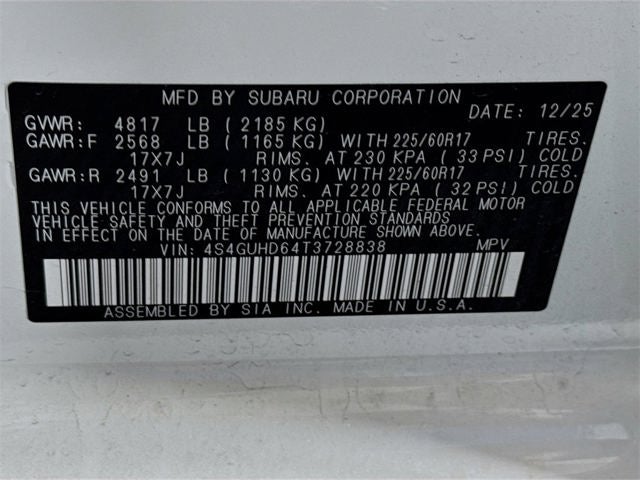 MFD BY SUBARU CORPORATION
DATE: 12/25
GVWR: 4817 LB ( 2185 KG)
GAWR: F 2568 LB ( 1165 KG) WITH 225/60R17 TIRES.
17X7J RIMS. AT 230 KPA ( 33 PSI) COLD
GAWR: R 2491 LB ( 1130 KG) WITH 225/60R17 TIRES.
17X7J RIMS. AT 220 KPA ( 32 PSI) COLD
THIS VEHICLE CONFORMS TO ALL APPLICABLE FEDERAL MOTOR
VEHICLE SAFETY AND THEFT PREVENTION STANDARDS
IN EFFECT ON THE DATE OF MANUFACTURE SHOWN ABOVE.
VIN: 4S4GUHD64T3728838 MPV
ASSEMBLED BY SIA INC. MADE IN U.S.A.